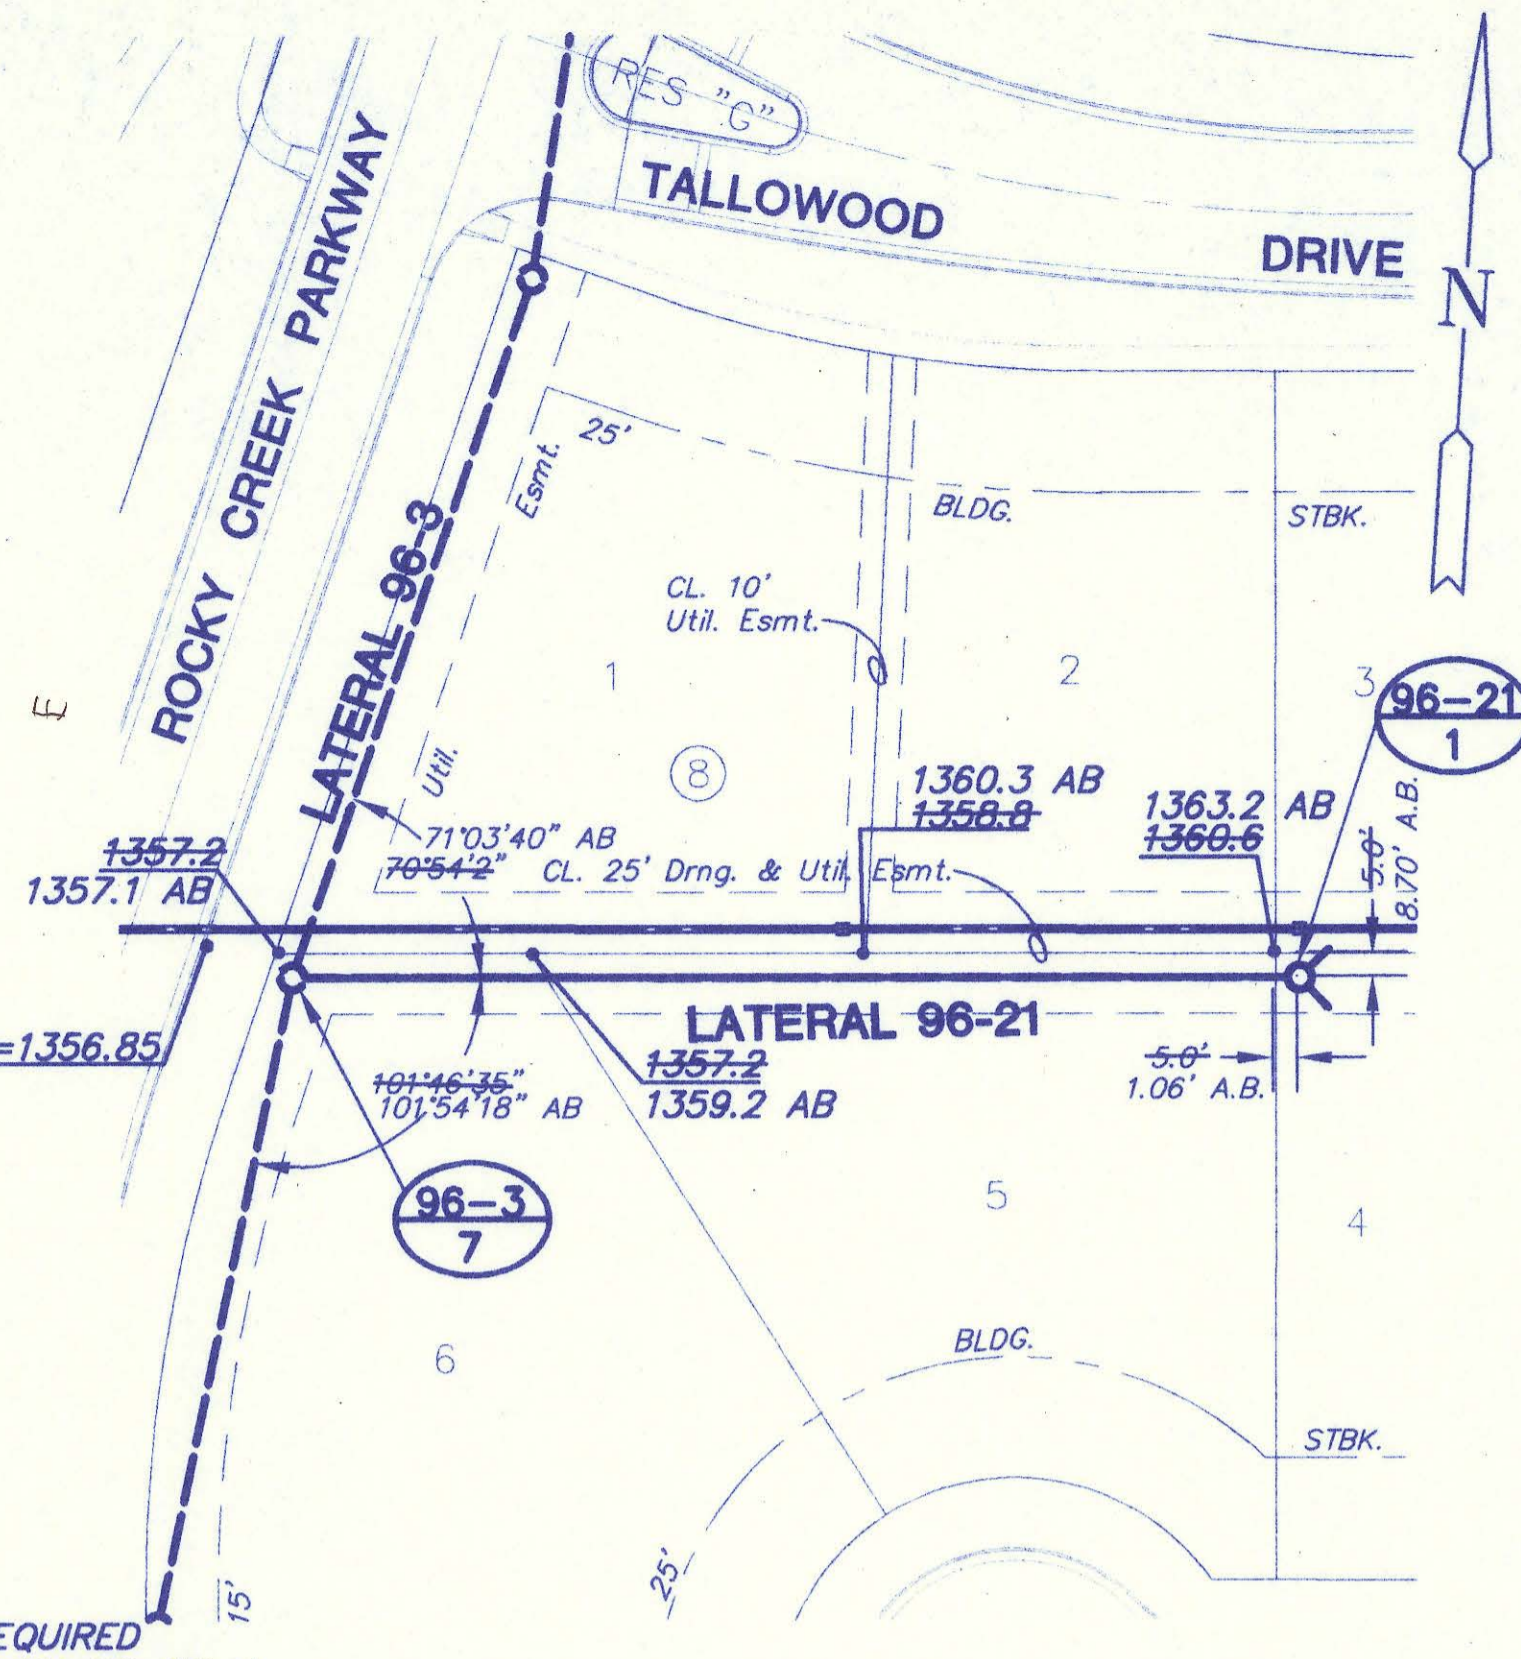 RES "G"
TALLOWOOD
DRIVE
N
ROCKY CREEK PARKWAY
LATERAL 96-3
25'
Esmt.
BLDG.
STBK.
CL. 10'
Util. Esmt.
1
2
3
96-21
1
E
Util.
8
1360.3 AB
1358.8
1363.2 AB
1360.6
5.0'
8.70' A.B.
71°03'40" AB
70°54'2"
CL. 25' Drng. & Util. Esmt.
1357.2
1357.1 AB
LATERAL 96-21
=1356.85
1357.2
1359.2 AB
5.0'
1.06' A.B.
101°46'35"
101°54'18" AB
96-3
7
5
4
6
BLDG.
STBK.
25'
15'
EQUIRED